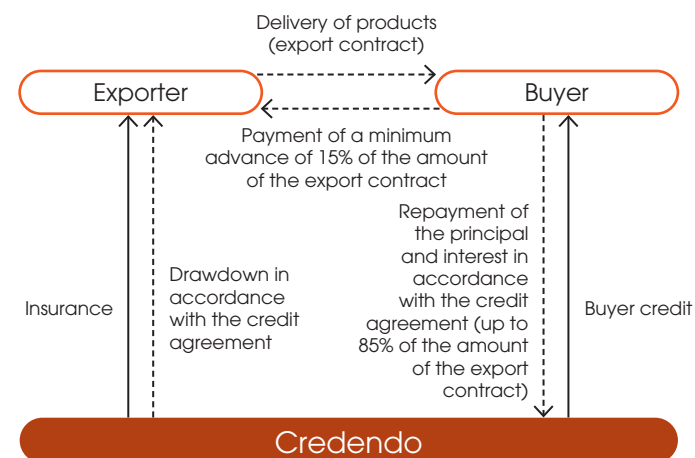 Delivery of products
(export contract)
Exporter
Buyer
Payment of a minimum
advance of 15% of the amount
of the export contract
Insurance
Drawdown in
accordance
with the credit
agreement
Repayment of
the principal
and interest in
accordance
with the credit
agreement (up to
85% of the amount
of the export
contract)
Buyer credit
Credendo